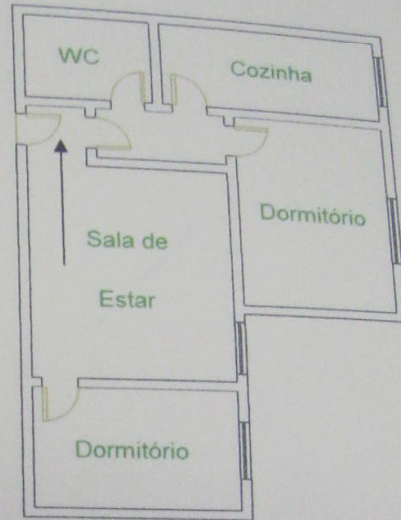 WC
Cozinha
Dormitório
Sala de
Estar
Dormitório